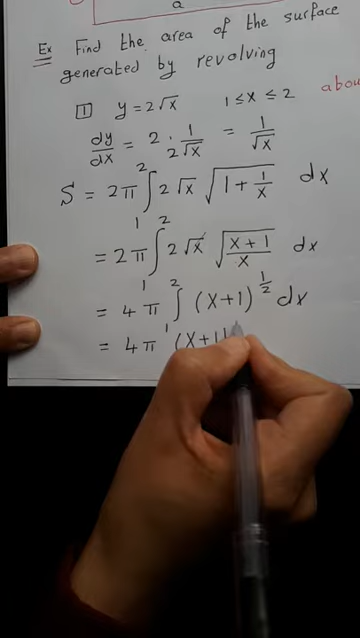 a
Ex Find the area of the surface
generated by revolving
1 y = 2√x 1 ≤ x ≤ 2 abou
dy/dx = 2 · 1/2√x = 1/√x
S = 2π ∫₁² 2√x √(1 + 1/x) dx
= 2π ∫₁² 2√x √((x+1)/x) dx
= 4π ∫₁² (x+1)^(1/2) dx
= 4π (x+1)